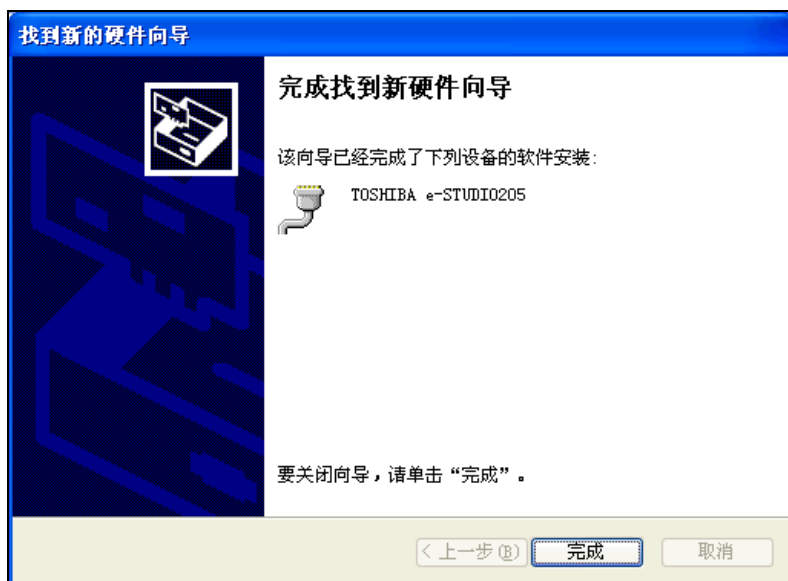 找到新的硬件向导
完成找到新硬件向导
该向导已经完成了下列设备的软件安装:
TOSHIBA e-STUDIO205
要关闭向导，请单击“完成”。
< 上一步(B)  完成  取消